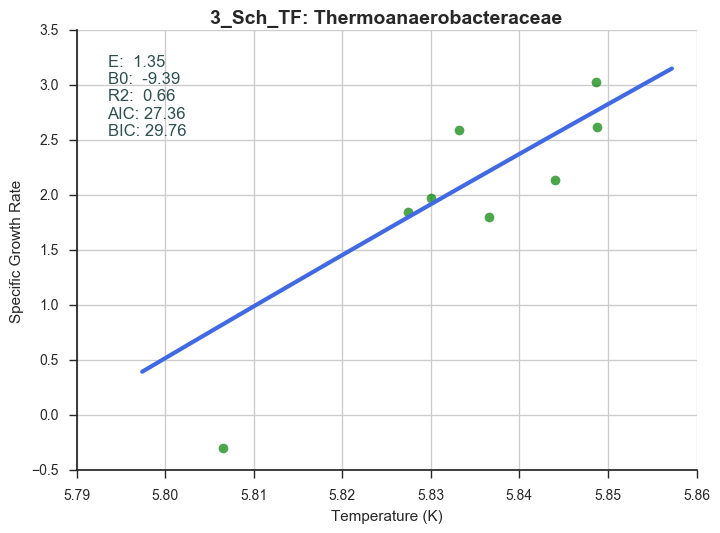 3_Sch_TF: Thermoanaerobacteraceae
E:  1.35
B0:  -9.39
R2:  0.66
AIC: 27.36
BIC: 29.76
3.5
3.0
2.5
2.0
1.5
1.0
0.5
0.0
−0.5
Specific Growth Rate
5.79 5.80 5.81 5.82 5.83 5.84 5.85 5.86
Temperature (K)